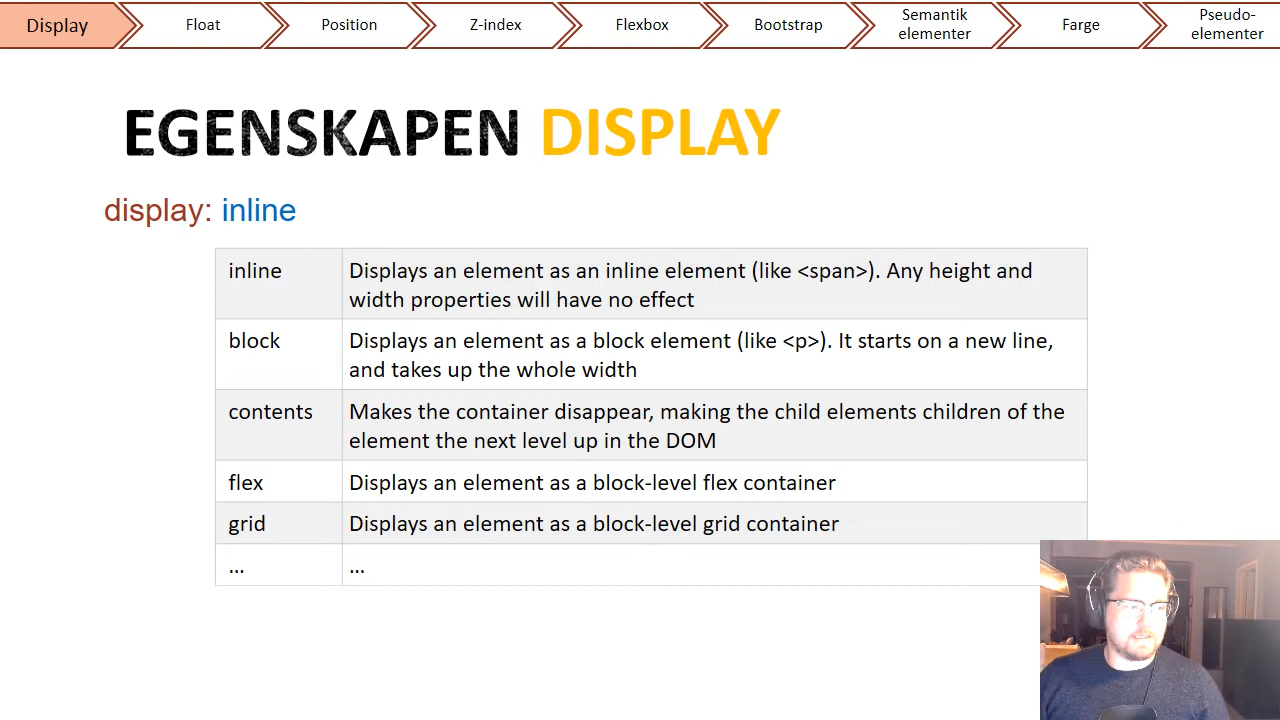 Display
Float
Position
Z-index
Flexbox
Bootstrap
Semantik
elementer
Farge
Pseudo-
elementer
EGENSKAPEN DISPLAY
display: inline
inline
Displays an element as an inline element (like <span>). Any height and
width properties will have no effect
block
Displays an element as a block element (like <p>). It starts on a new line,
and takes up the whole width
contents
Makes the container disappear, making the child elements children of the
element the next level up in the DOM
flex
Displays an element as a block-level flex container
grid
Displays an element as a block-level grid container
...
...